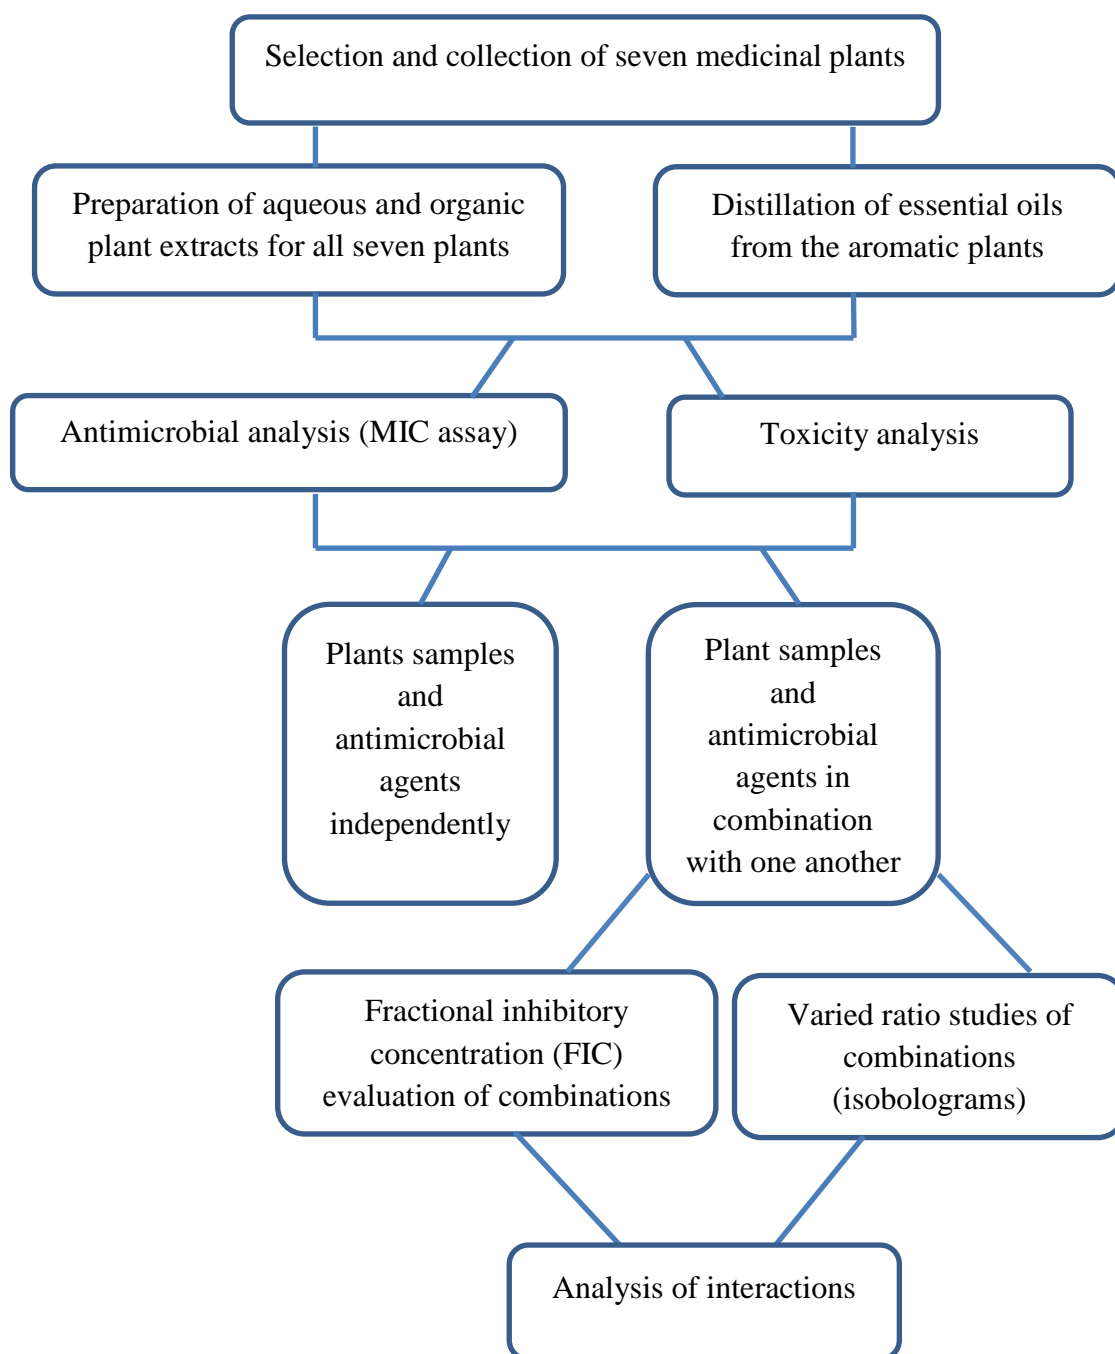 Selection and collection of seven medicinal plants
Preparation of aqueous and organic
plant extracts for all seven plants
Distillation of essential oils
from the aromatic plants
Antimicrobial analysis (MIC assay)
Toxicity analysis
Plants samples
and
antimicrobial
agents
independently
Plant samples
and
antimicrobial
agents in
combination
with one another
Fractional inhibitory
concentration (FIC)
evaluation of combinations
Varied ratio studies of
combinations
(isobolograms)
Analysis of interactions